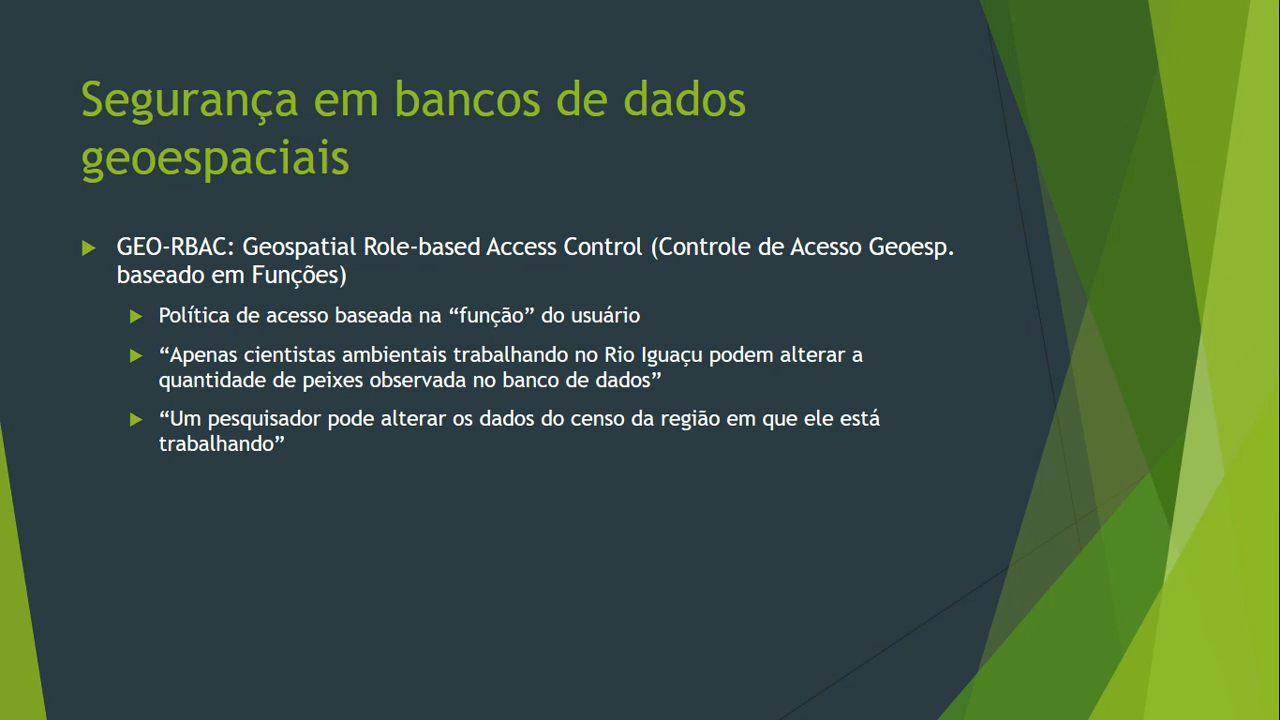 Segurança em bancos de dados
geoespaciais
GEO-RBAC: Geospatial Role-based Access Control (Controle de Acesso Geoesp.
baseado em Funções)
Política de acesso baseada na “função” do usuário
“Apenas cientistas ambientais trabalhando no Rio Iguaçu podem alterar a
quantidade de peixes observada no banco de dados”
“Um pesquisador pode alterar os dados do censo da região em que ele está
trabalhando”